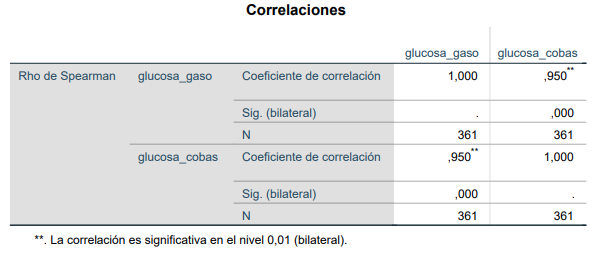 Correlaciones
glucosa_gaso glucosa_cobas
Rho de Spearman glucosa_gaso Coeficiente de correlación 1,000 ,950**
Sig. (bilateral) . ,000
N 361 361
glucosa_cobas Coeficiente de correlación ,950** 1,000
Sig. (bilateral) ,000 .
N 361 361
**. La correlación es significativa en el nivel 0,01 (bilateral).